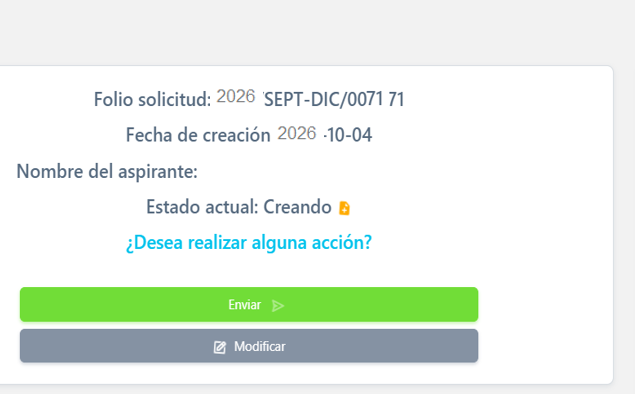 Folio solicitud: 2026 SEPT-DIC/0071 71
Fecha de creación 2026 -10-04
Nombre del aspirante:
Estado actual: Creando
¿Desea realizar alguna acción?
Enviar
Modificar